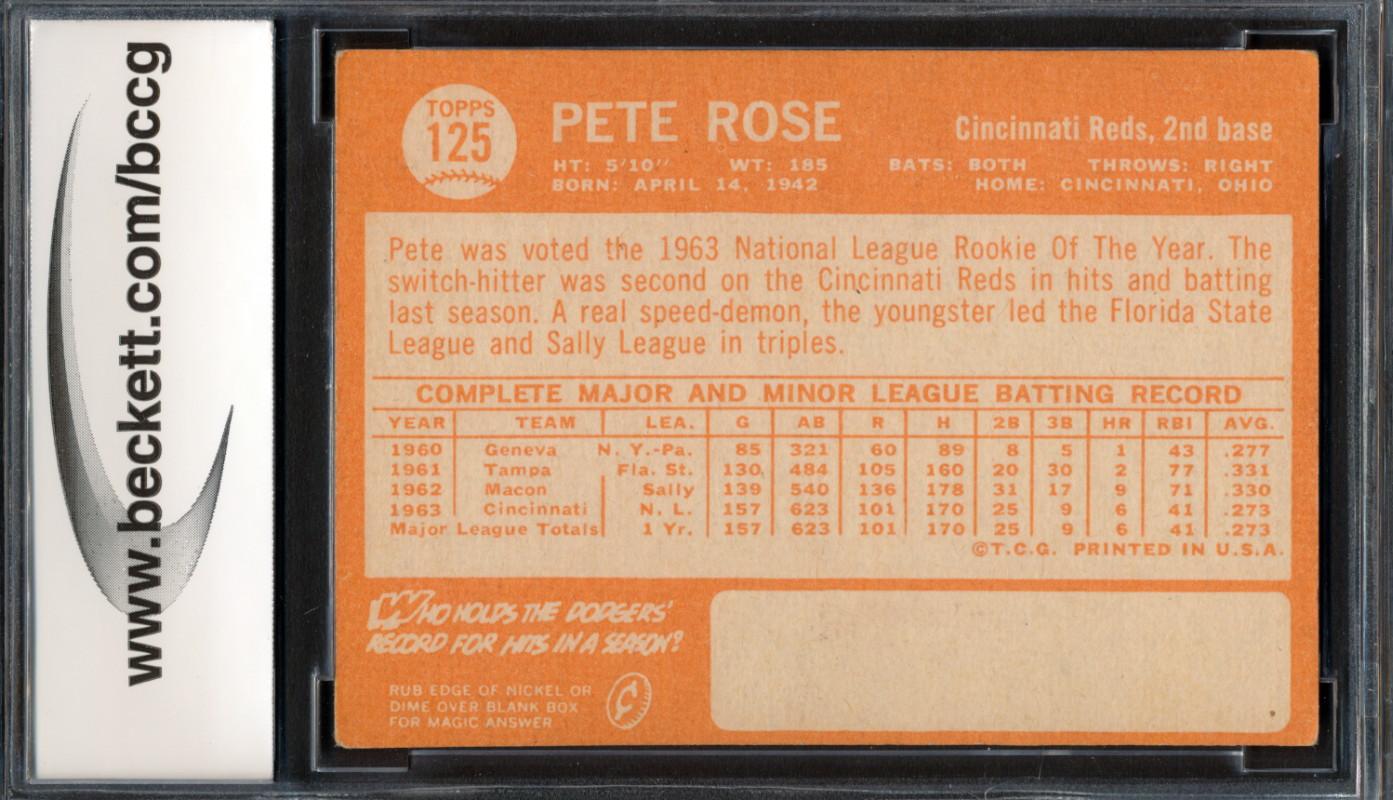 www.beckett.com/bccg
TOPPS
125
PETE ROSE
Cincinnati Reds, 2nd base
HT: 5'10" WT: 185 BATS: BOTH THROWS: RIGHT
BORN: APRIL 14, 1942 HOME: CINCINNATI, OHIO
Pete was voted the 1963 National League Rookie Of The Year. The
switch-hitter was second on the Cincinnati Reds in hits and batting
last season. A real speed-demon, the youngster led the Florida State
League and Sally League in triples.
COMPLETE MAJOR AND MINOR LEAGUE BATTING RECORD
YEAR TEAM LEA. G AB R H 2B 3B HR RBI AVG.
1960 Geneva N. Y.-Pa. 85 321 60 89 8 5 1 43 .277
1961 Tampa Fla. St. 130 484 105 160 20 30 2 77 .331
1962 Macon Sally 139 540 136 178 31 17 9 71 .330
1963 Cincinnati N. L. 157 623 101 170 25 9 6 41 .273
Major League Totals 1 Yr. 157 623 101 170 25 9 6 41 .273
©T.C.G. PRINTED IN U.S.A.
WHO HOLDS THE DODGERS'
RECORD FOR HITS IN A SEASON?
RUB EDGE OF NICKEL OR
DIME OVER BLANK BOX
FOR MAGIC ANSWER